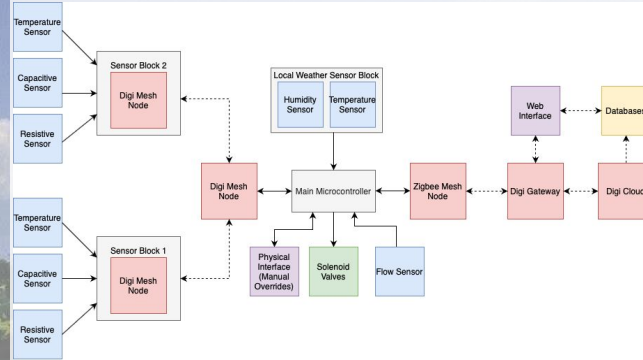 Temperature
Sensor
Capacitive
Sensor
Resistive
Sensor
Sensor Block 2
Digi Mesh
Node
Temperature
Sensor
Capacitive
Sensor
Resistive
Sensor
Sensor Block 1
Digi Mesh
Node
Digi Mesh
Node
Local Weather Sensor Block
Humidity
Sensor
Temperature
Sensor
Main Microcontroller
Physical
Interface
(Manual
Overrides)
Solenoid
Valves
Flow Sensor
Zigbee Mesh
Node
Web
Interface
Databases
Digi Gateway
Digi Cloud